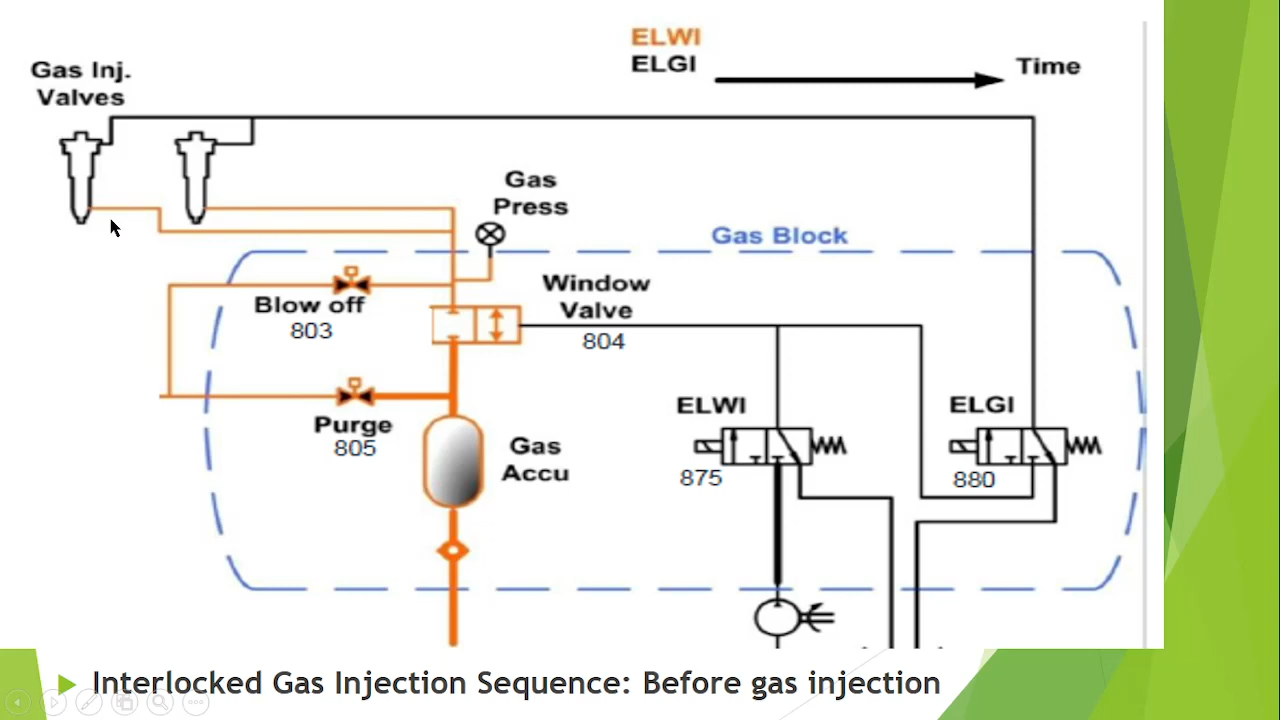 ELWI
ELGI
Time
Gas Inj.
Valves
Gas
Press
Gas Block
Window
Valve
804
Blow off
803
ELWI
875
ELGI
880
Purge
805
Gas
Accu
Interlocked Gas Injection Sequence: Before gas injection